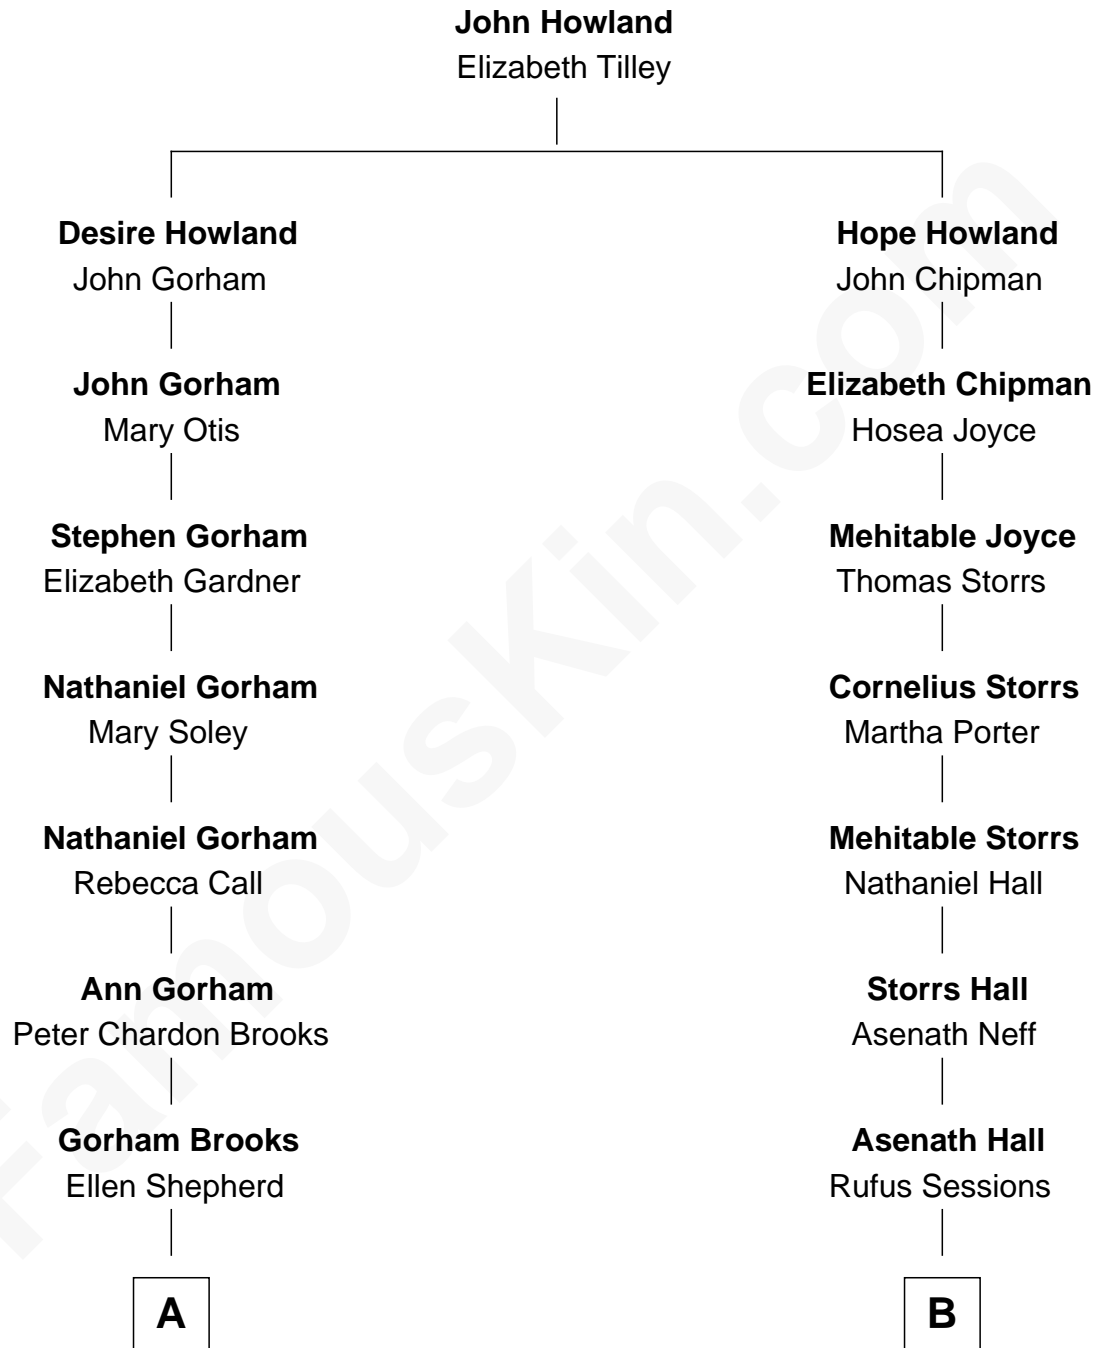 John Howland
Elizabeth Tilley
Desire Howland
John Gorham
John Gorham
Mary Otis
Stephen Gorham
Elizabeth Gardner
Nathaniel Gorham
Mary Soley
Nathaniel Gorham
Rebecca Call
Ann Gorham
Peter Chardon Brooks
Gorham Brooks
Ellen Shepherd
A
Hope Howland
John Chipman
Elizabeth Chipman
Hosea Joyce
Mehitable Joyce
Thomas Storrs
Cornelius Storrs
Martha Porter
Mehitable Storrs
Nathaniel Hall
Storrs Hall
Asenath Neff
Asenath Hall
Rufus Sessions
B
FamousKin.com